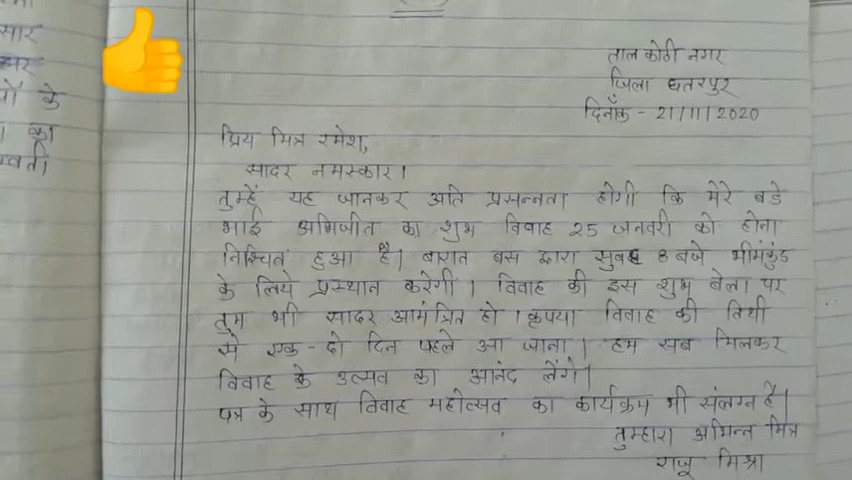 ताल कोठी नगर
जिला छतरपुर
दिनाँक - 21/11/2020
प्रिय मित्र रमेश,
सादर नमस्कार।
तुम्हें यह जानकर अति प्रसन्नता होगी कि मेरे बडे
भाई अभिजीत का शुभ विवाह 25 जनवरी को होना
निश्चित हुआ है। बारात बस द्वारा सुबह 8 बजे भीमकुंड
के लिये प्रस्थान करेगी। विवाह की इस शुभ बेला पर
तुम भी सादर आमंत्रित हो। कृपया विवाह की तिथी
से एक-दो दिन पहले आ जाना। हम सब मिलकर
विवाह के उत्सव का आनंद लेंगे।
पत्र के साथ विवाह महोत्सव का कार्यक्रम भी संलग्न है।
तुम्हारा अभिन्न मित्र
राजू मिश्रा